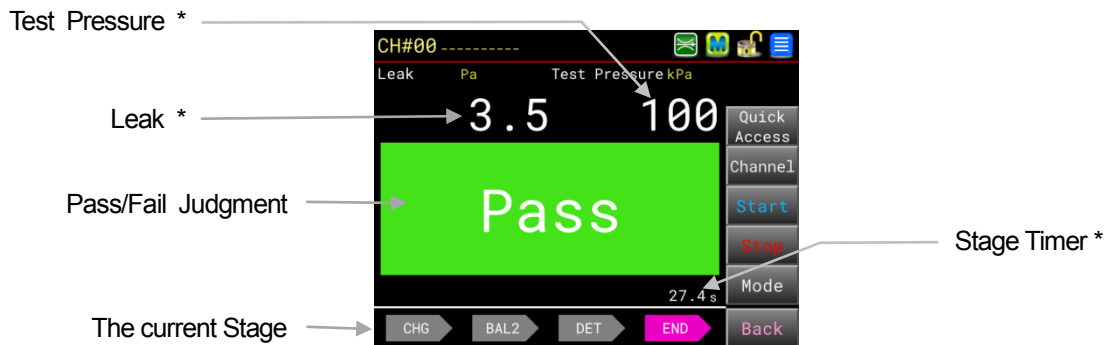 Test Pressure *
CH#00 ---------- M
Leak Pa Test Pressure kPa
Leak *
3.5 100
Quick
Access
Channel
Pass/Fail Judgment
Pass
Start
Stop
Stage Timer *
27.4 s
Mode
The current Stage
CHG BAL2 DET END
Back